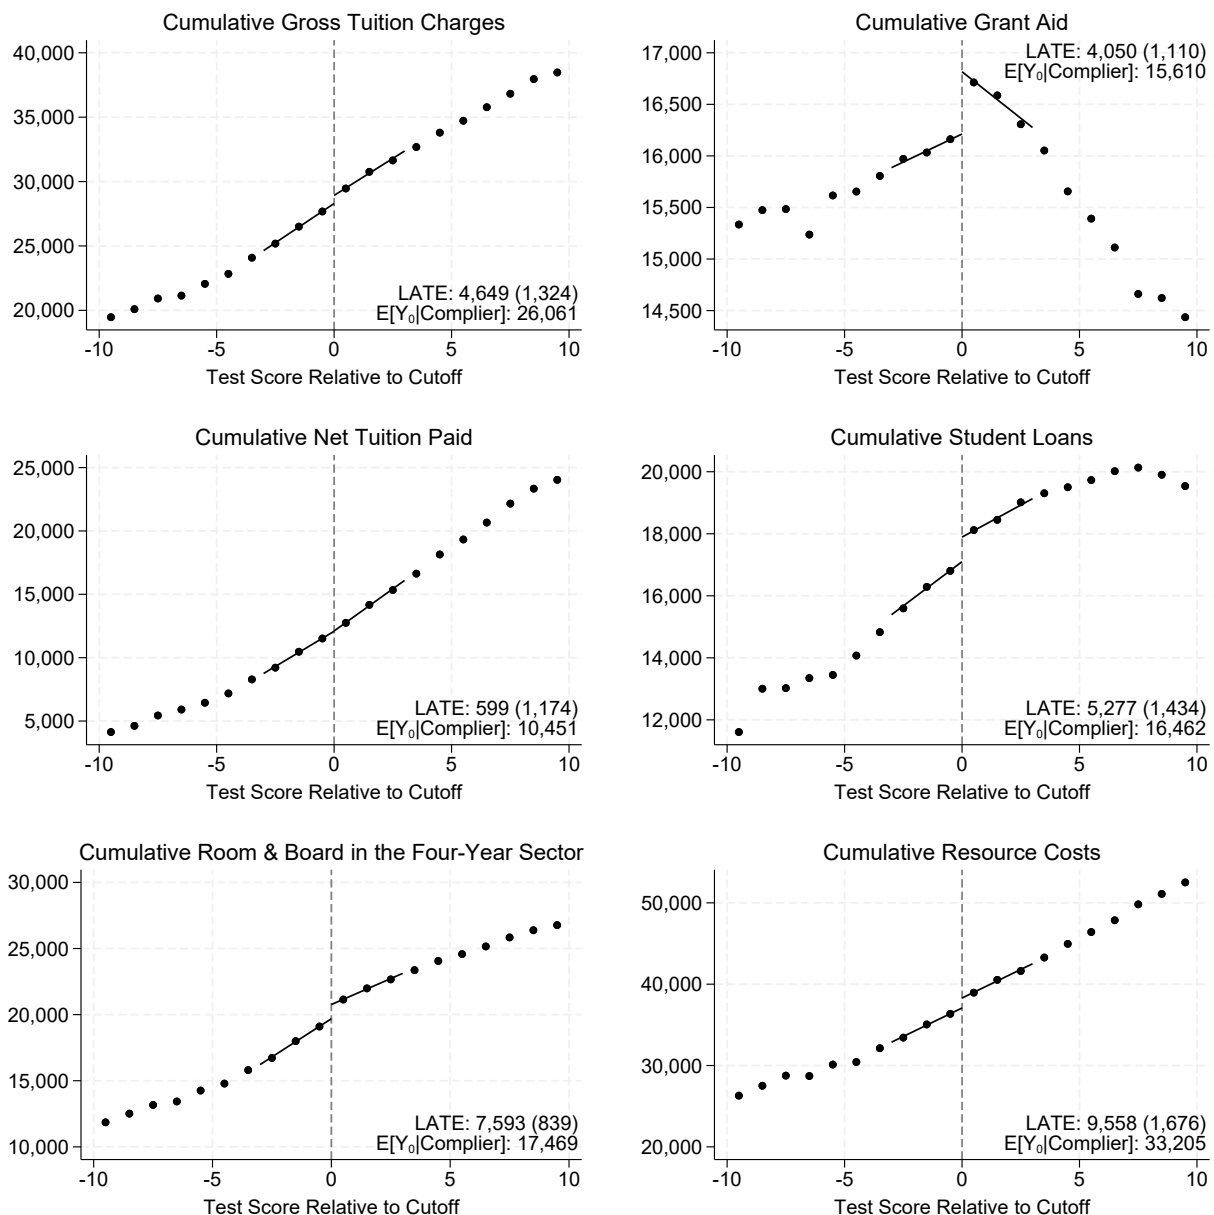 Cumulative Gross Tuition Charges
40,000
35,000
30,000
25,000
20,000
LATE: 4,649 (1,324)
E[Y₀|Complier]: 26,061
-10 -5 0 5 10
Test Score Relative to Cutoff
Cumulative Grant Aid
17,000
16,500
16,000
15,500
15,000
14,500
LATE: 4,050 (1,110)
E[Y₀|Complier]: 15,610
-10 -5 0 5 10
Test Score Relative to Cutoff
Cumulative Net Tuition Paid
25,000
20,000
15,000
10,000
5,000
LATE: 599 (1,174)
E[Y₀|Complier]: 10,451
-10 -5 0 5 10
Test Score Relative to Cutoff
Cumulative Student Loans
20,000
18,000
16,000
14,000
12,000
LATE: 5,277 (1,434)
E[Y₀|Complier]: 16,462
-10 -5 0 5 10
Test Score Relative to Cutoff
Cumulative Room & Board in the Four-Year Sector
30,000
25,000
20,000
15,000
10,000
LATE: 7,593 (839)
E[Y₀|Complier]: 17,469
-10 -5 0 5 10
Test Score Relative to Cutoff
Cumulative Resource Costs
50,000
40,000
30,000
20,000
LATE: 9,558 (1,676)
E[Y₀|Complier]: 33,205
-10 -5 0 5 10
Test Score Relative to Cutoff